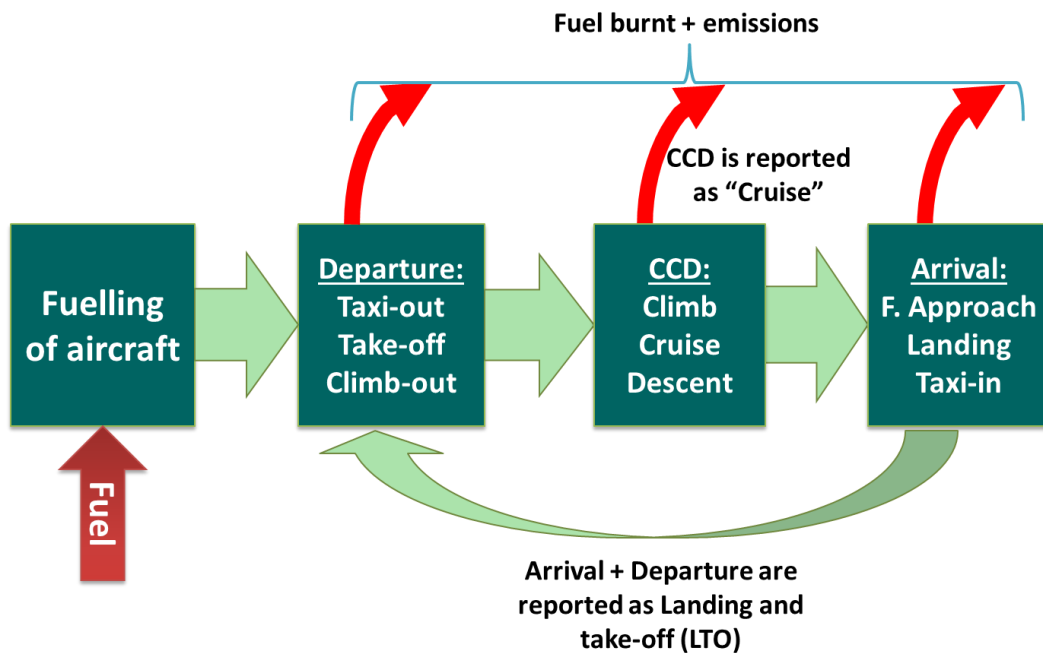 Fuel burnt + emissions
CCD is reported
as “Cruise”
Fuelling
of aircraft
Departure:
Taxi-out
Take-off
Climb-out
CCD:
Climb
Cruise
Descent
Arrival:
F. Approach
Landing
Taxi-in
Fuel
Arrival + Departure are
reported as Landing and
take-off (LTO)